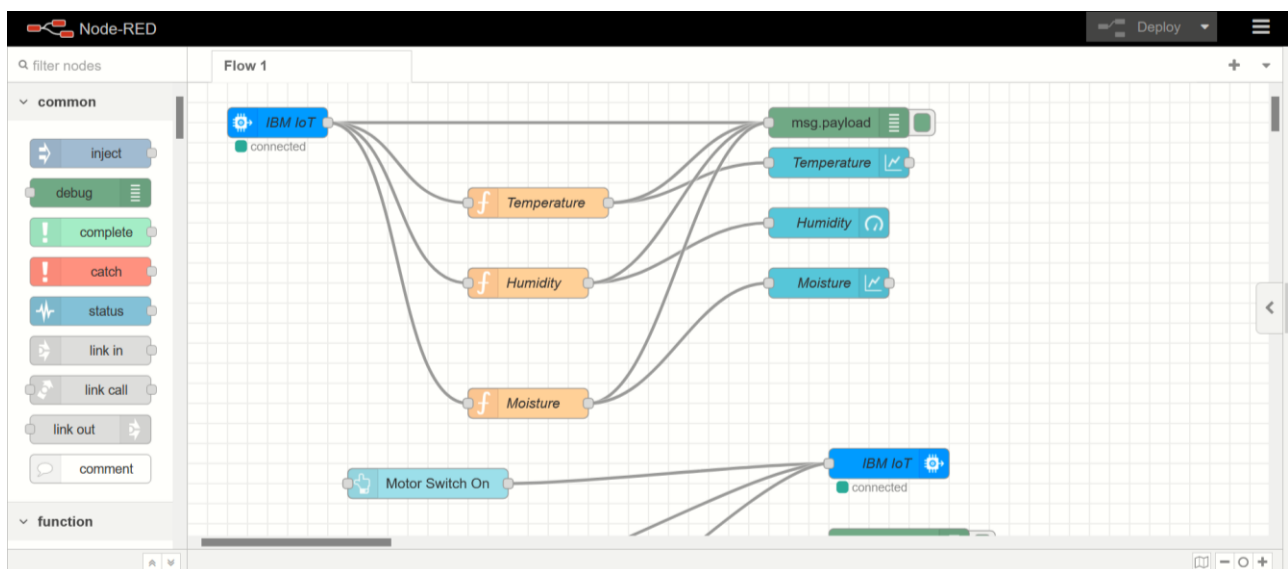 Node-RED
Deploy
filter nodes
Flow 1
common
inject
debug
complete
catch
status
link in
link call
link out
comment
function
IBM IoT
connected
Temperature
Humidity
Moisture
msg.payload
Temperature
Humidity
Moisture
Motor Switch On
IBM IoT
connected